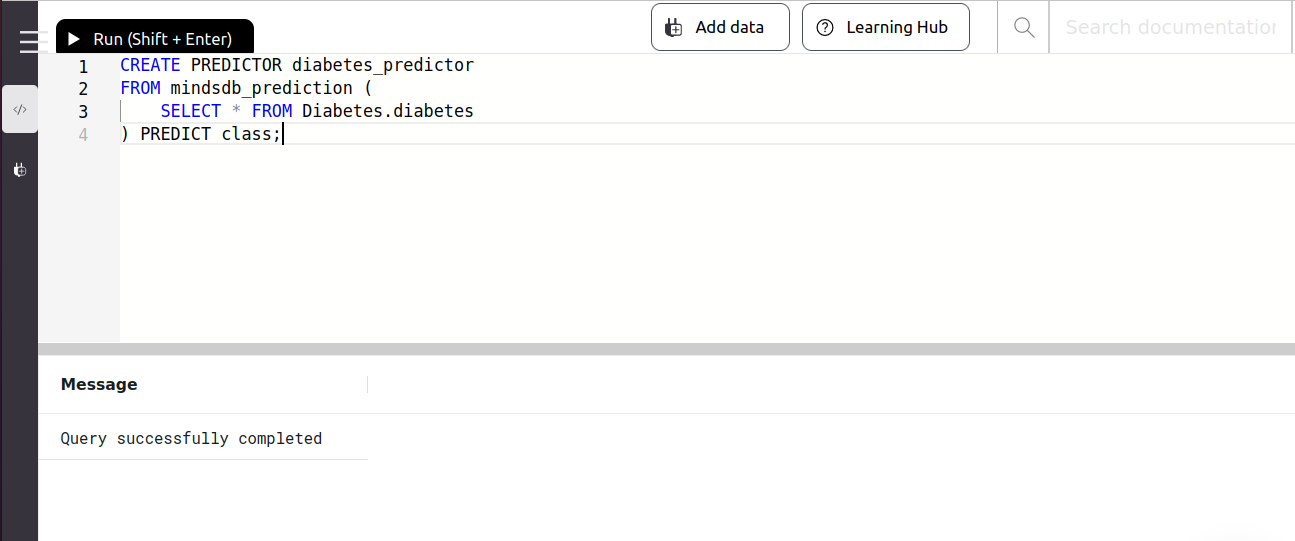 Run (Shift + Enter)
Add data
Learning Hub
Search documentation
1 CREATE PREDICTOR diabetes_predictor
2 FROM mindsdb_prediction (
3 SELECT * FROM Diabetes.diabetes
4 ) PREDICT class;
Message
Query successfully completed